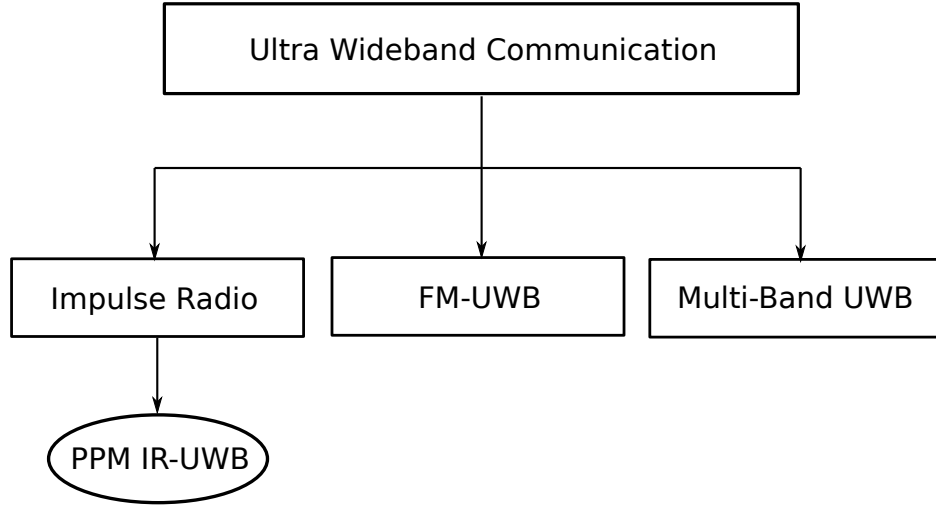 Ultra Wideband Communication
Impulse Radio
FM-UWB
Multi-Band UWB
PPM IR-UWB